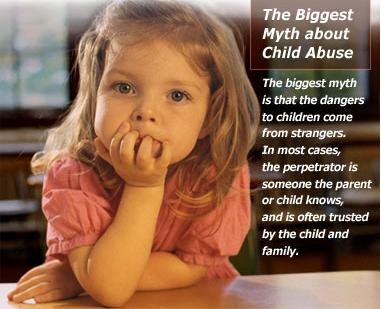 The Biggest
Myth about
Child Abuse
The biggest myth
is that the dangers
to children come
from strangers.
In most cases,
the perpetrator is
someone the parent
or child knows,
and is often trusted
by the child and
family.